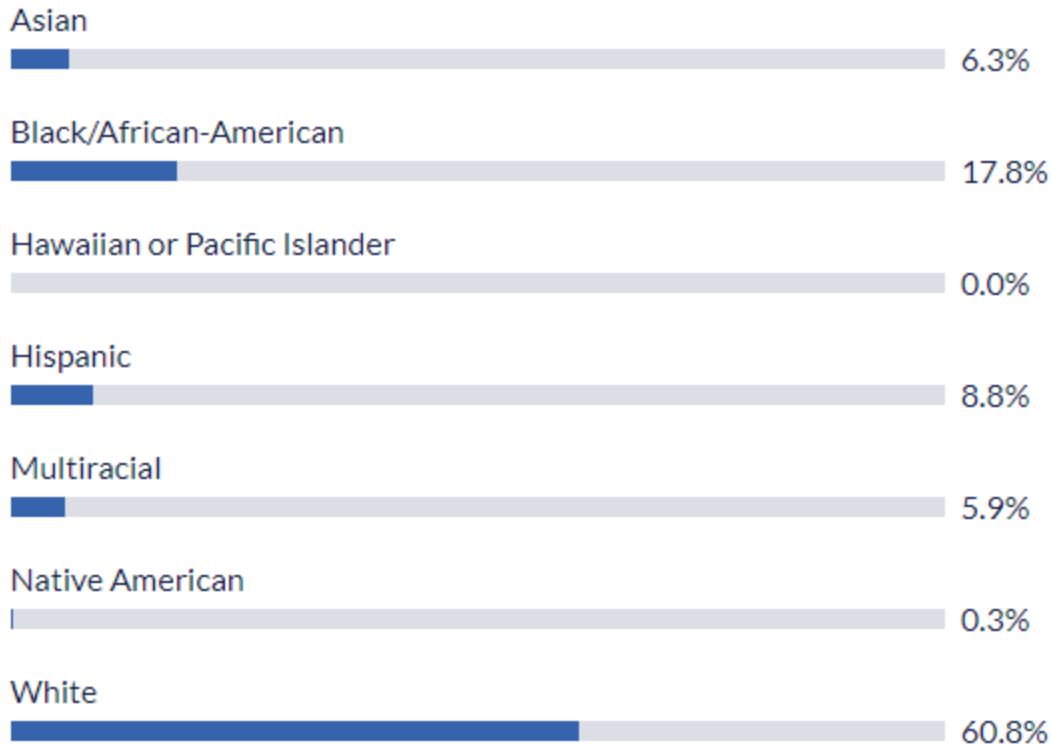 Asian
6.3%
Black/African-American
17.8%
Hawaiian or Pacific Islander
0.0%
Hispanic
8.8%
Multiracial
5.9%
Native American
0.3%
White
60.8%